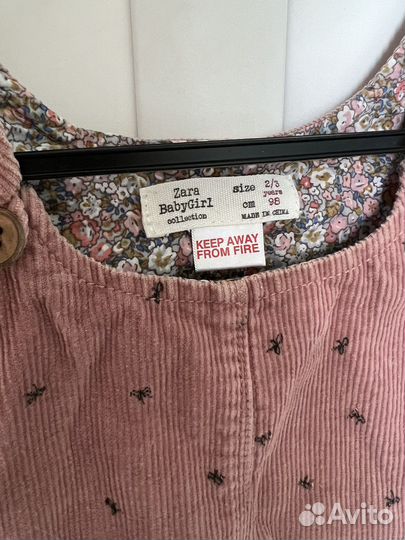 Zara
BabyGirl
collection
size 2/3
years
cm 98
MADE IN CHINA
KEEP AWAY
FROM FIRE
Avito